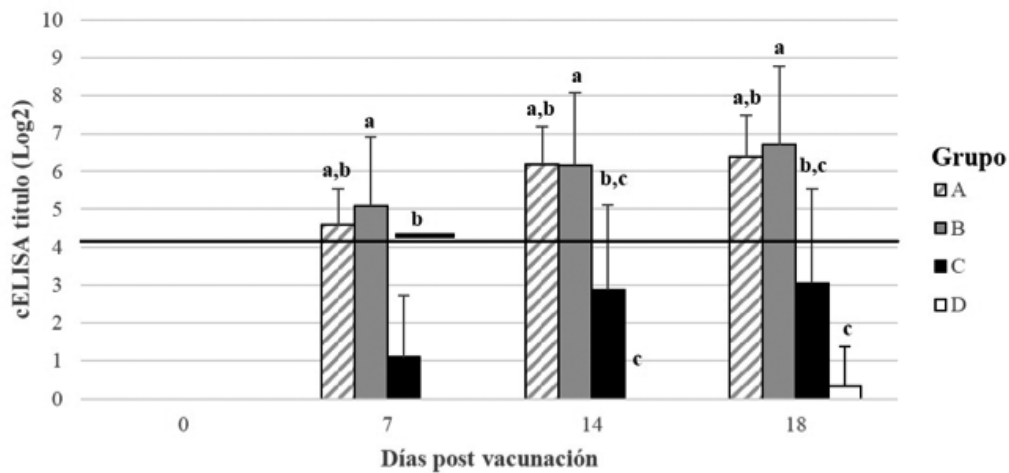 10
9
8
7
6
5
4
3
2
1
0
cELISA titulo (Log2)
a,b
a
b
a,b
a
b,c
c
a,b
a
b,c
c
0
7
14
18
Días post vacunación
Grupo
A
B
C
D